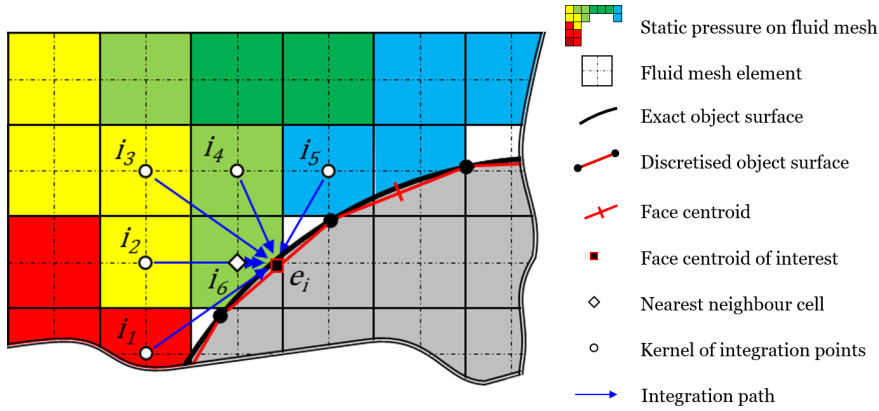 i3
i4
i5
i2
i6
ei
i1
Static pressure on fluid mesh
Fluid mesh element
Exact object surface
Discretised object surface
Face centroid
Face centroid of interest
Nearest neighbour cell
Kernel of integration points
Integration path